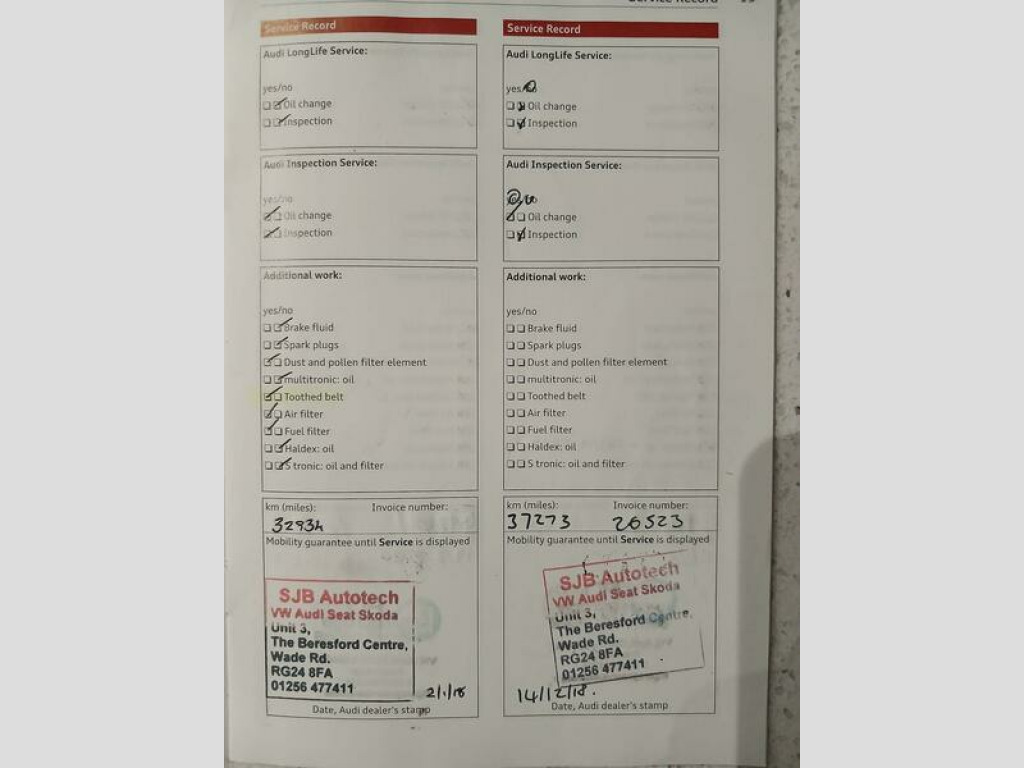 Service Record
Service Record
Audi LongLife Service:
yes/no
Oil change
Inspection
Audi Inspection Service:
yes/no
Oil change
Inspection
Additional work:
yes/no
Brake fluid
Spark plugs
Dust and pollen filter element
multitronic: oil
Toothed belt
Air filter
Fuel filter
Haldex: oil
S tronic: oil and filter
km (miles): Invoice number:
32934
Mobility guarantee until Service is displayed
SJB Autotech
VW Audi Seat Skoda
Unit 3,
The Beresford Centre,
Wade Rd.
RG24 8FA
01256 477411
2/1/18
Date, Audi dealer's stamp
Service Record
Audi LongLife Service:
yes/
Oil change
Inspection
Audi Inspection Service:
Oil change
Inspection
Additional work:
yes/no
Brake fluid
Spark plugs
Dust and pollen filter element
multitronic: oil
Toothed belt
Air filter
Fuel filter
Haldex: oil
S tronic: oil and filter
km (miles): Invoice number:
37273 26523
Mobility guarantee until Service is displayed
SJB Autotech
VW Audi Seat Skoda
Unit 3,
The Beresford Centre,
Wade Rd.
RG24 8FA
01256 477411
14/12/18.
Date, Audi dealer's stamp